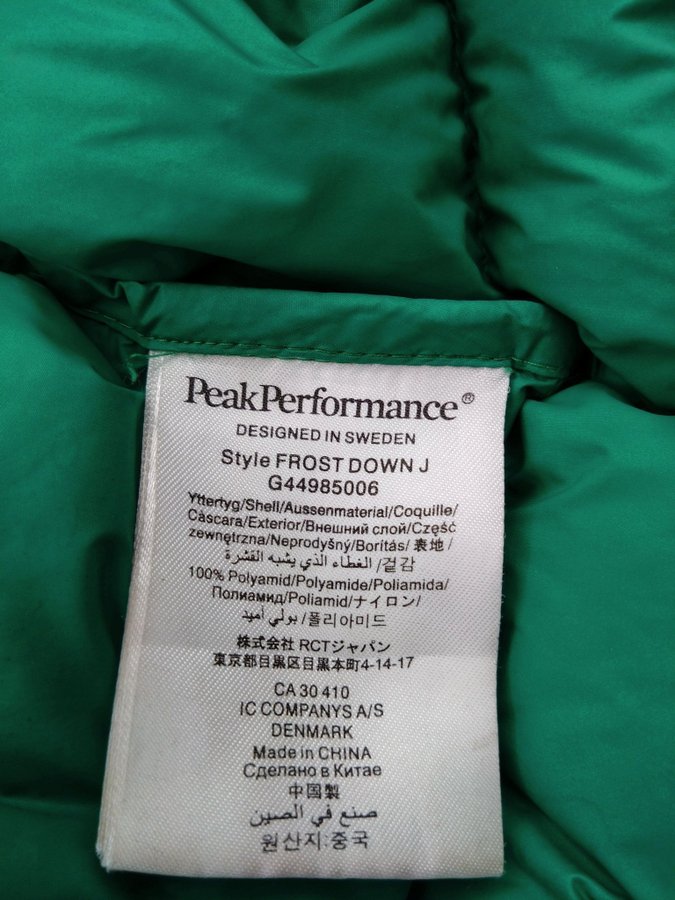 PeakPerformance®
DESIGNED IN SWEDEN
Style FROST DOWN J
G44985006
Yttertyg/Shell/Aussenmaterial/Coquille/
Càscara/Exterior/Внешний слой/Część
zewnętrzna/Neprodyšný/Borítás/表地/
الغطاء الذي يشبه القشرة/겉감
100% Polyamid/Polyamide/Poliamida/
Полиамид/Poliamid/ナイロン/
بولي أميد/폴리아미드
株式会社 RCTジャパン
東京都目黒区目黒本町4-14-17
CA 30 410
IC COMPANYS A/S
DENMARK
Made in CHINA
Сделано в Китае
中国製
صنع في الصين
원산지:중국